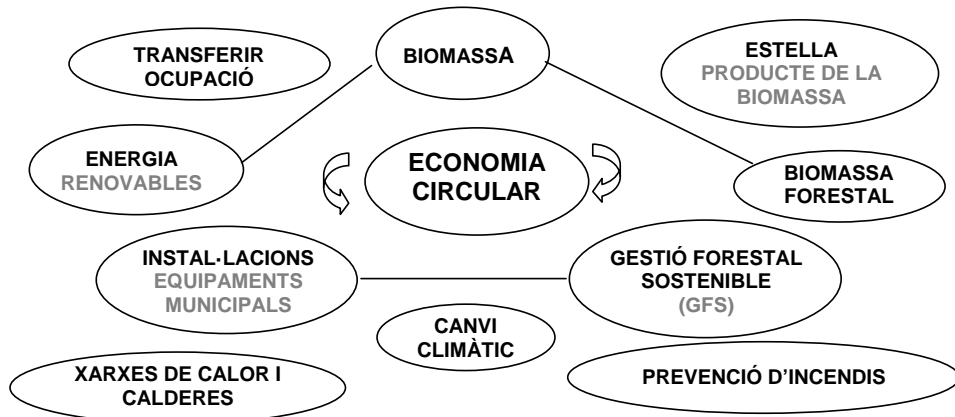 TRANSFERIR
OCUPACIÓ
BIOMASSA
ESTELLA
PRODUCTE DE LA
BIOMASSA
ENERGIA
RENOVABLES
ECONOMIA
CIRCULAR
BIOMASSA
FORESTAL
INSTAL·LACIONS
EQUIPAMENTS
MUNICIPALS
GESTIÓ FORESTAL
SOSTENIBLE
(GFS)
CANVI
CLIMÀTIC
XARXES DE CALOR I
CALDERES
PREVENCIÓ D'INCENDIS